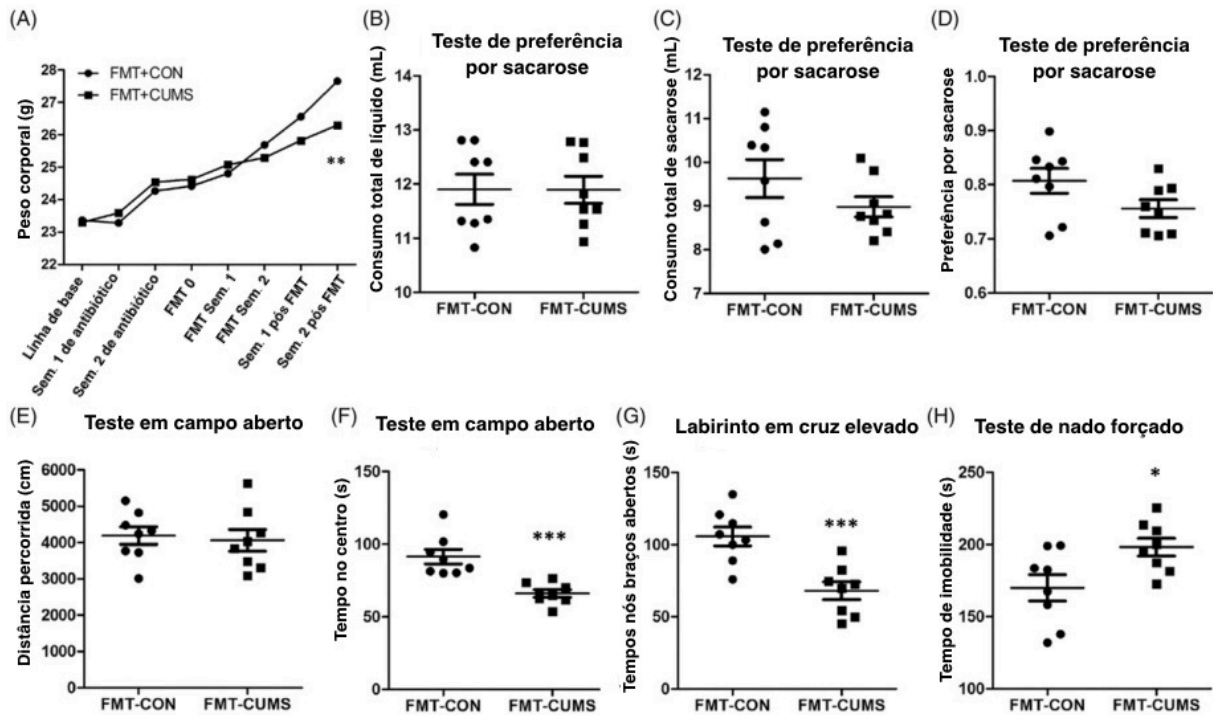 (A)
Peso corporal (g)
28
27
26
25
24
23
22
FMT+CON
FMT+CUMS
**
Linha de base
Sem. 1 de antibiótico
Sem. 2 de antibiótico
FMT 0
FMT Sem. 1
FMT Sem. 2
Sem. 1 pós FMT
Sem. 2 pós FMT
(B)
Teste de preferência
por sacarose
Consumo total de líquido (mL)
14
13
12
11
10
FMT-CON
FMT-CUMS
(C)
Teste de preferência
por sacarose
Consumo total de sacarose (mL)
12
11
10
9
8
7
FMT-CON
FMT-CUMS
(D)
Teste de preferência
por sacarose
Preferência por sacarose
1.0
0.9
0.8
0.7
0.6
FMT-CON
FMT-CUMS
(E)
Teste em campo aberto
Distância percorrida (cm)
6000
5000
4000
3000
2000
1000
0
FMT-CON
FMT-CUMS
(F)
Teste em campo aberto
Tempo no centro (s)
150
100
50
0
***
FMT-CON
FMT-CUMS
(G)
Labirinto em cruz elevado
Tempos nós braços abertos (s)
150
100
50
0
***
FMT-CON
FMT-CUMS
(H)
Teste de nado forçado
Tempo de imobilidade (s)
250
200
150
100
*
FMT-CON
FMT-CUMS